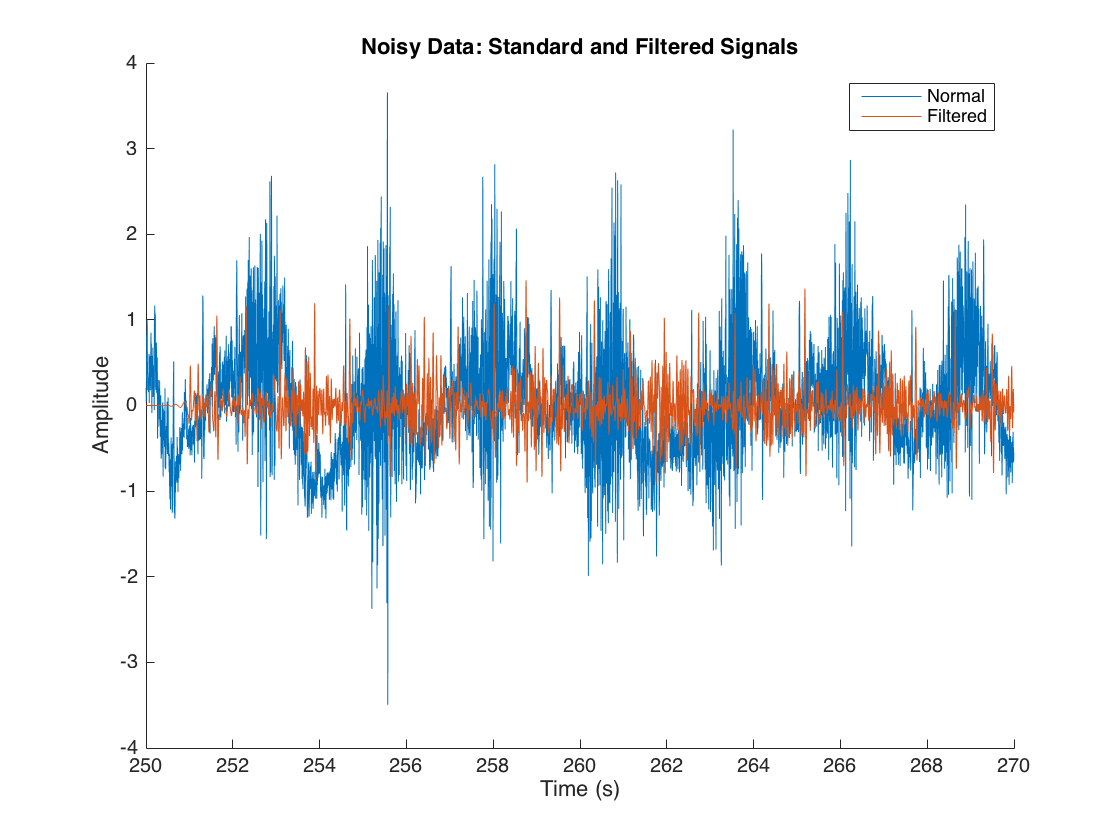 Noisy Data: Standard and Filtered Signals
Normal
Filtered
4
3
2
1
0
-1
-2
-3
-4
Amplitude
250 252 254 256 258 260 262 264 266 268 270
Time (s)